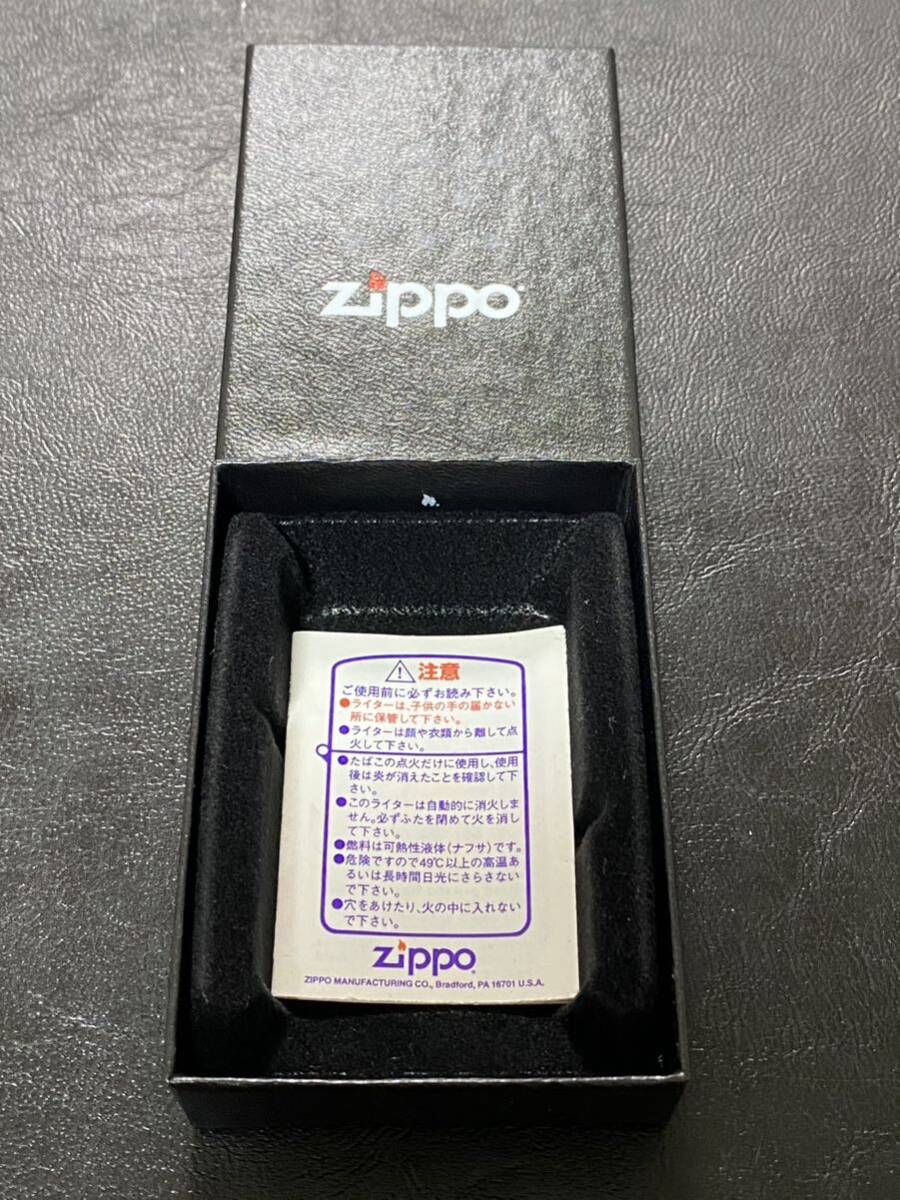 zippo
⚠注意
ご使用前に必ずお読み下さい。
●ライターは、子供の手の届かない
所に保管して下さい。
●ライターは顔や衣類から離して点
火して下さい。
●たばこの点火だけに使用し、使用
後は炎が消えたことを確認して下
さい。
●このライターは自動的に消火しま
せん。必ずふたを閉めて火を消し
て下さい。
●燃料は可熱性液体(ナフサ)です。
●危険ですので49℃以上の高温あ
るいは長時間日光にさらさない
で下さい。
●穴をあけたり、火の中に入れない
で下さい。
zippo
ZIPPO MANUFACTURING CO., Bradford, PA 16701 U.S.A.